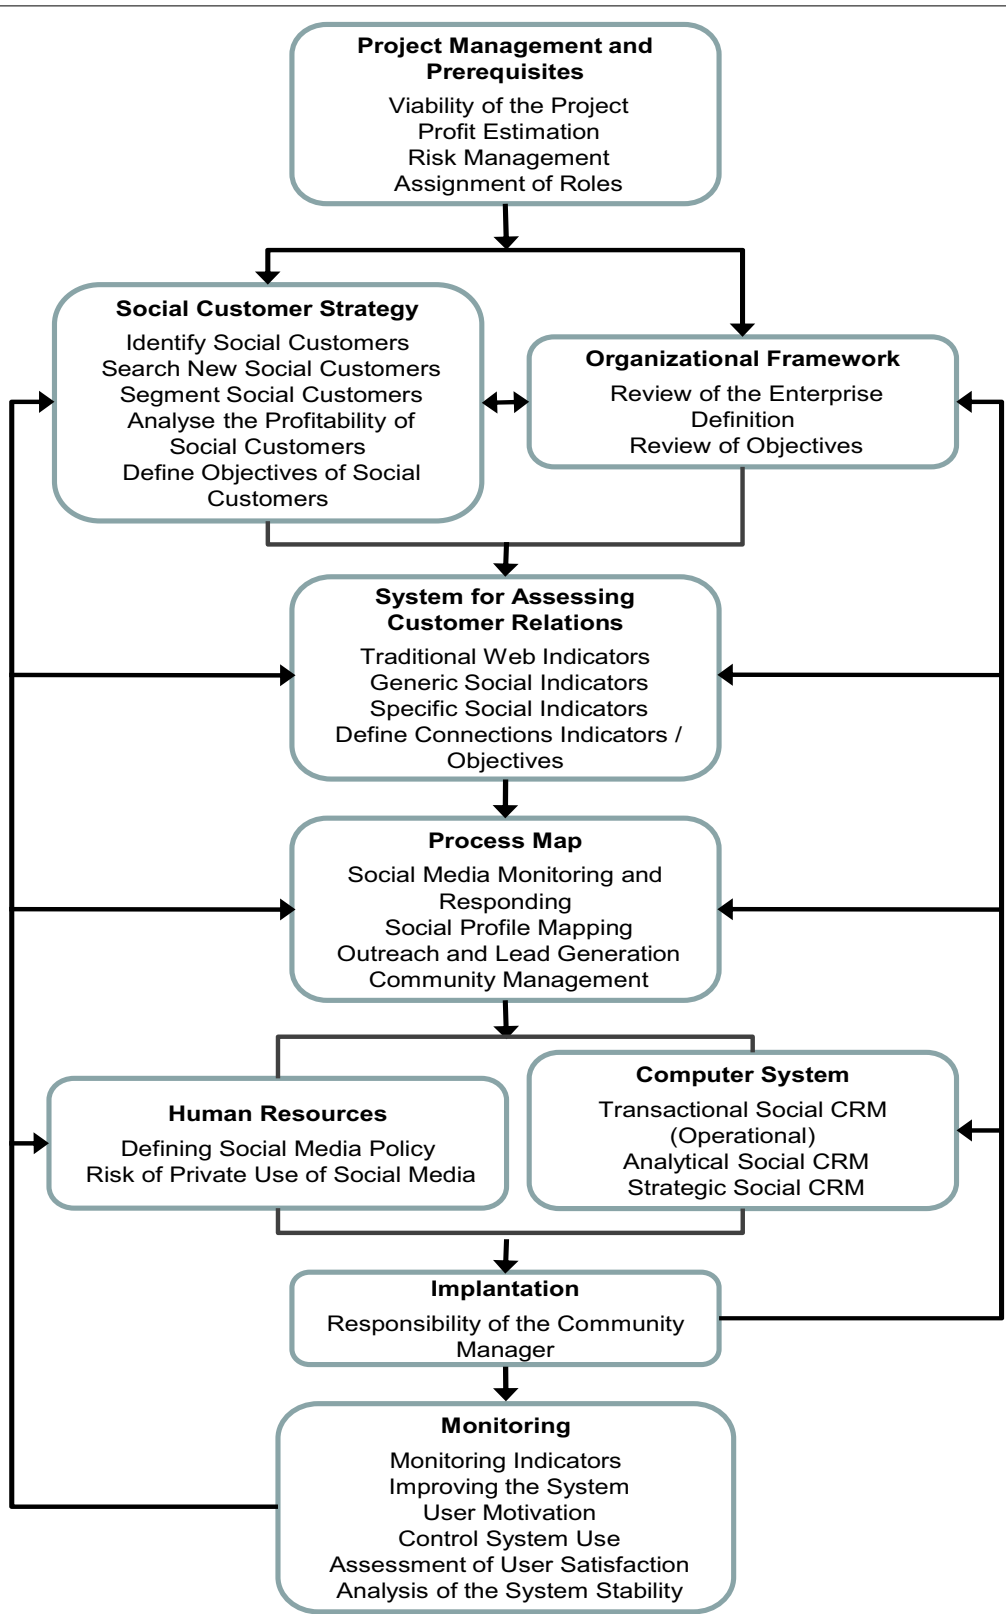 Project Management and
Prerequisites
Viability of the Project
Profit Estimation
Risk Management
Assignment of Roles
Social Customer Strategy
Identify Social Customers
Search New Social Customers
Segment Social Customers
Analyse the Profitability of
Social Customers
Define Objectives of Social
Customers
Organizational Framework
Review of the Enterprise
Definition
Review of Objectives
System for Assessing
Customer Relations
Traditional Web Indicators
Generic Social Indicators
Specific Social Indicators
Define Connections Indicators /
Objectives
Process Map
Social Media Monitoring and
Responding
Social Profile Mapping
Outreach and Lead Generation
Community Management
Human Resources
Defining Social Media Policy
Risk of Private Use of Social Media
Computer System
Transactional Social CRM
(Operational)
Analytical Social CRM
Strategic Social CRM
Implantation
Responsibility of the Community
Manager
Monitoring
Monitoring Indicators
Improving the System
User Motivation
Control System Use
Assessment of User Satisfaction
Analysis of the System Stability